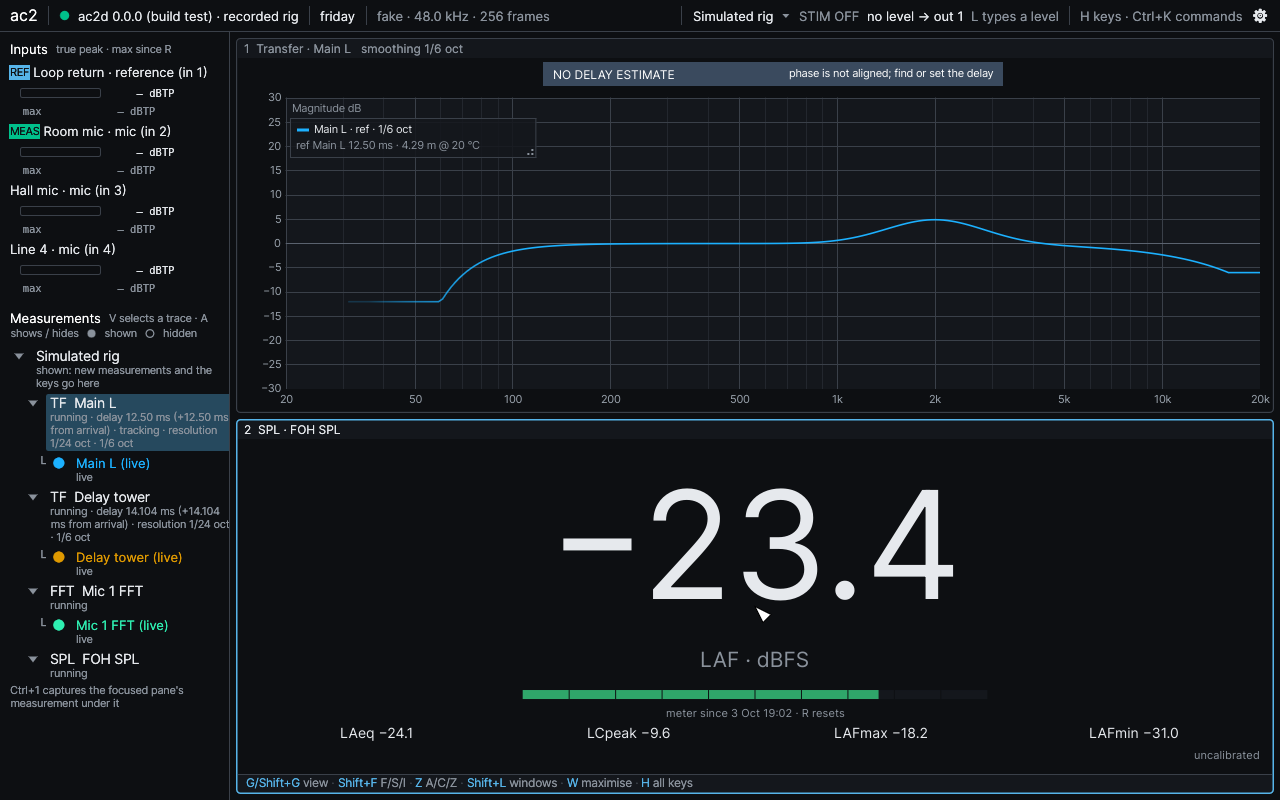 ac2 ac2d 0.0.0 (build test) · recorded rig friday fake · 48.0 kHz · 256 frames Simulated rig STIM OFF no level → out 1 L types a level H keys · Ctrl+K commands
Inputs true peak · max since R
REF Loop return · reference (in 1)
– dBTP
max – dBTP
MEAS Room mic · mic (in 2)
– dBTP
max – dBTP
Hall mic · mic (in 3)
– dBTP
max – dBTP
Line 4 · mic (in 4)
– dBTP
max – dBTP
Measurements V selects a trace · A
shows / hides shown hidden
Simulated rig
shown: new measurements and the
keys go here
TF Main L
running · delay 12.50 ms (+12.50 ms
from arrival) · tracking · resolution
1/24 oct · 1/6 oct
Main L (live)
live
TF Delay tower
running · delay 14.104 ms (+14.104
ms from arrival) · resolution 1/24 oct
· 1/6 oct
Delay tower (live)
live
FFT Mic 1 FFT
running
Mic 1 FFT (live)
live
SPL FOH SPL
running
Ctrl+1 captures the focused pane's
measurement under it
1 Transfer · Main L smoothing 1/6 oct
NO DELAY ESTIMATE phase is not aligned; find or set the delay
Magnitude dB
Main L · ref · 1/6 oct
ref Main L 12.50 ms · 4.29 m @ 20 °C
30
25
20
15
10
5
0
−5
−10
−15
−20
−25
−30
20 50 100 200 500 1k 2k 5k 10k 20k
2 SPL · FOH SPL
−23.4
LAF · dBFS
meter since 3 Oct 19:02 · R resets
LAeq −24.1 LCpeak −9.6 LAFmax −18.2 LAFmin −31.0
uncalibrated
G/Shift+G view · Shift+F F/S/I · Z A/C/Z · Shift+L windows · W maximise · H all keys